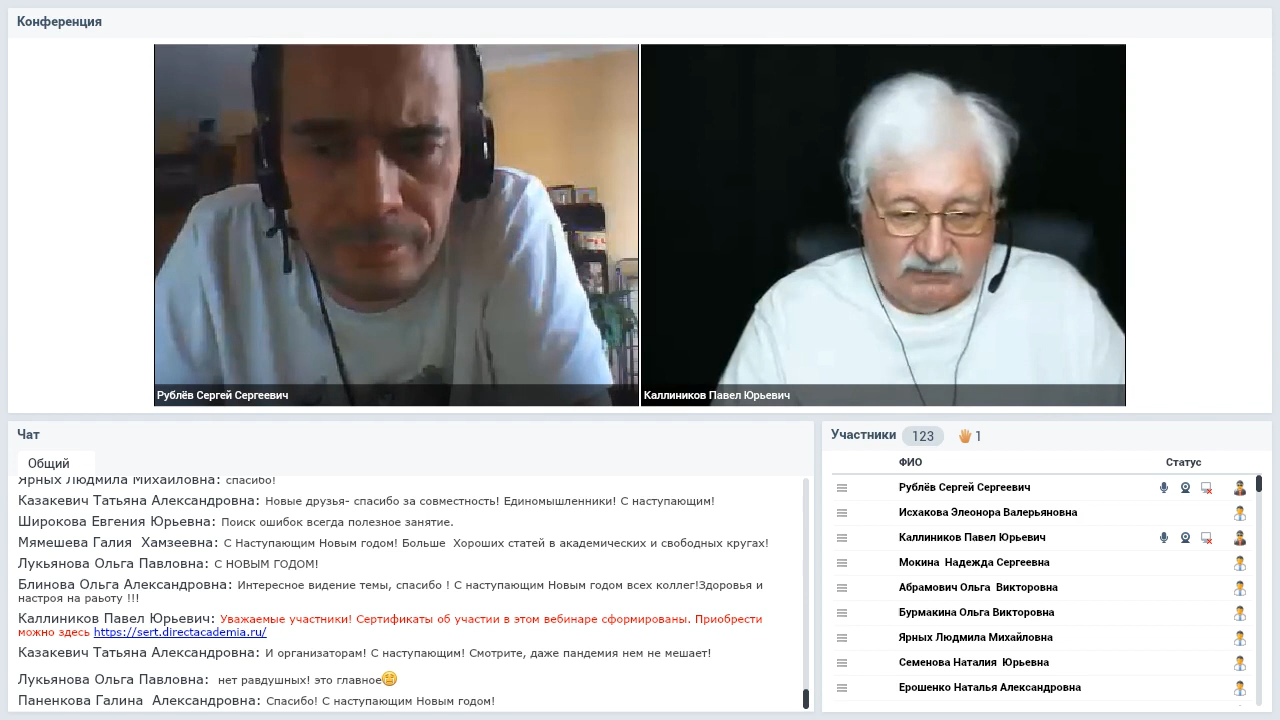 Конференция
Рублёв Сергей Сергеевич
Каллиников Павел Юрьевич
Чат
Общий
Ярных Людмила Михайловна: спасибо!
Казакевич Татьяна Александровна: Новые друзья- спасибо за совместность! Единомышленники! С наступающим!
Широкова Евгения Юрьевна: Поиск ошибок всегда полезное занятие.
Мямешева Галия  Хамзеевна: С Наступающим Новым годом! Больше  Хороших статей в академических и свободных кругах!
Лукьянова Ольга Павловна: С НОВЫМ ГОДОМ!
Блинова Ольга Александровна: Интересное видение темы, спасибо ! С наступающим Новым годом всех коллег!Здоровья и
настроя на раьоту !!!
Каллиников Павел Юрьевич: Уважаемые участники! Сертификаты об участии в этом вебинаре сформированы. Приобрести
можно здесь https://sert.directacademia.ru/
Казакевич Татьяна Александровна: И организаторам! С наступающим! Смотрите, даже пандемия нем не мешает!
Лукьянова Ольга Павловна:  нет равдушных! это главное
Паненкова Галина  Александровна: Спасибо! С наступающим Новым годом!
Участники 123 1
ФИО Статус
Рублёв Сергей Сергеевич
Исхакова Элеонора Валерьяновна
Каллиников Павел Юрьевич
Мокина  Надежда Сергеевна
Абрамович Ольга  Викторовна
Бурмакина Ольга Викторовна
Ярных Людмила Михайловна
Семенова Наталия  Юрьевна
Ерошенко Наталья Александровна